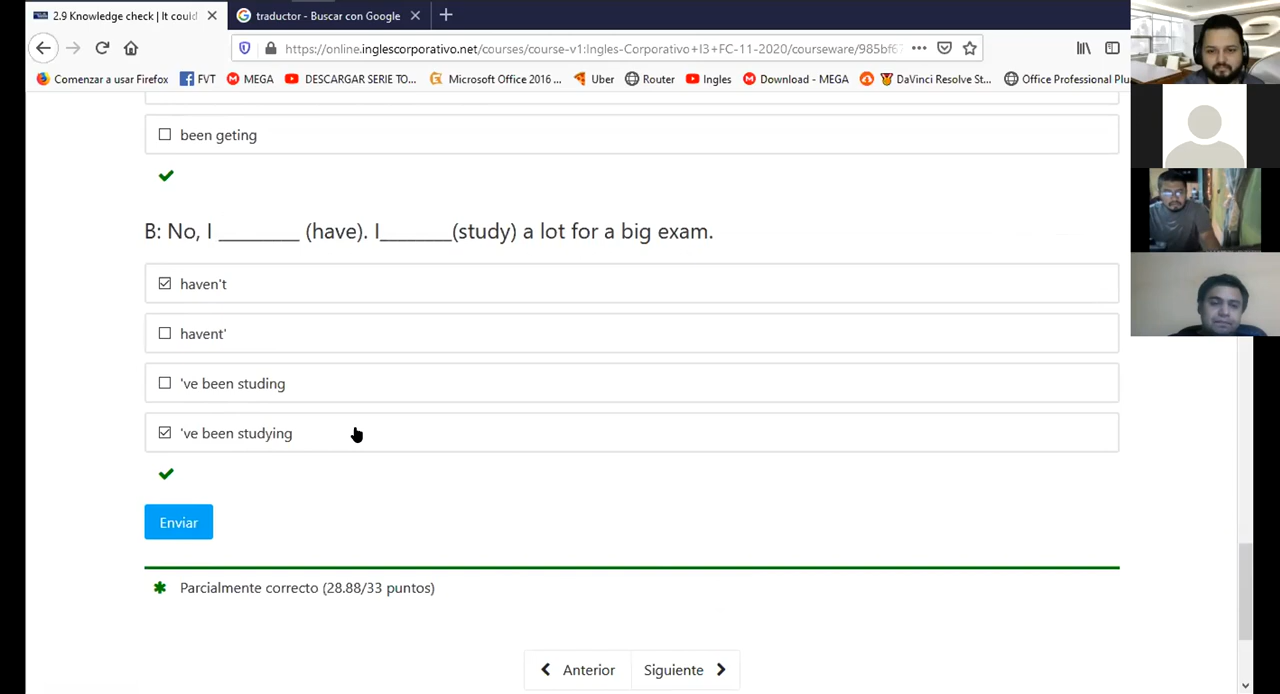 2.9 Knowledge check | It could
traductor - Buscar con Google
https://online.inglescorporativo.net/courses/course-v1:Ingles-Corporativo+I3+FC-11-2020/courseware/985bf67
Comenzar a usar Firefox FVT MEGA DESCARGAR SERIE TO... Microsoft Office 2016 ... Uber Router Ingles Download - MEGA DaVinci Resolve St... Office Professional Plu
been geting
B: No, I ________ (have). I_______(study) a lot for a big exam.
haven't
havent'
've been studing
've been studying
Enviar
Parcialmente correcto (28.88/33 puntos)
Anterior Siguiente